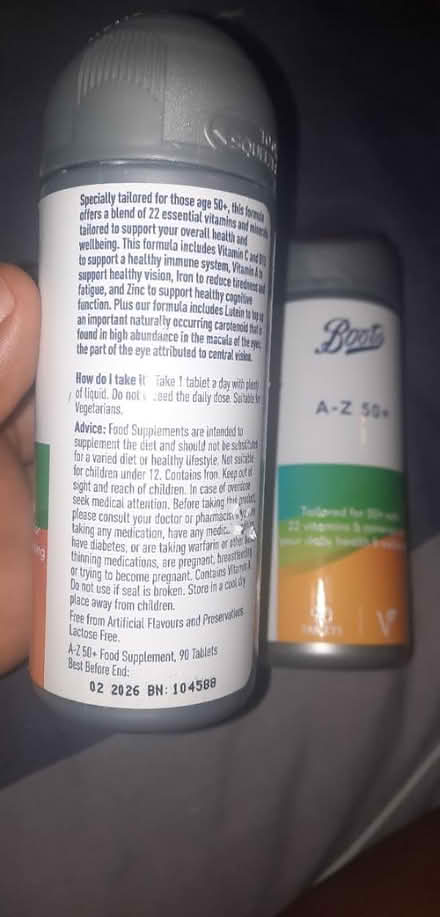 100
SQUEEZE
Specially tailored for those age 50+, this formula
offers a blend of 22 essential vitamins and minerals
tailored to support your overall health and
wellbeing. This formula includes Vitamin C and
to support a healthy immune system, Vitamin A to
support healthy vision, Iron to reduce tiredness and
fatigue, and Zinc to support healthy cognitive
function. Plus our formula includes Lutein to top up
an important naturally occurring carotenoid that is
found in high abundance in the macula of the eye;
the part of the eye attributed to central vision.
How do I take it Take 1 tablet a day with plenty
of liquid. Do not exceed the daily dose. Suitable for
Vegetarians.
Advice: Food Supplements are intended to
supplement the diet and should not be substituted
for a varied diet or healthy lifestyle. Not suitable
for children under 12. Contains Iron. Keep out of
sight and reach of children. In case of overdose
seek medical attention. Before taking this product,
please consult your doctor or pharmacist
taking any medication, have any medic
have diabetes, or are taking warfarin or other blood
thinning medications, are pregnant, breastfeeding
or trying to become pregnant. Contains Vitamin A.
Do not use if seal is broken. Store in a cool dry
place away from children.
Free from Artificial Flavours and Preservatives
Lactose Free.
A-Z 50+ Food Supplement, 90 Tablets
Best Before End:
02 2026 BN: 104588
Boots
A-Z 50+
Tailored for 50+ with
22 vitamins & minerals
your daily health &
90
TABLETS
V